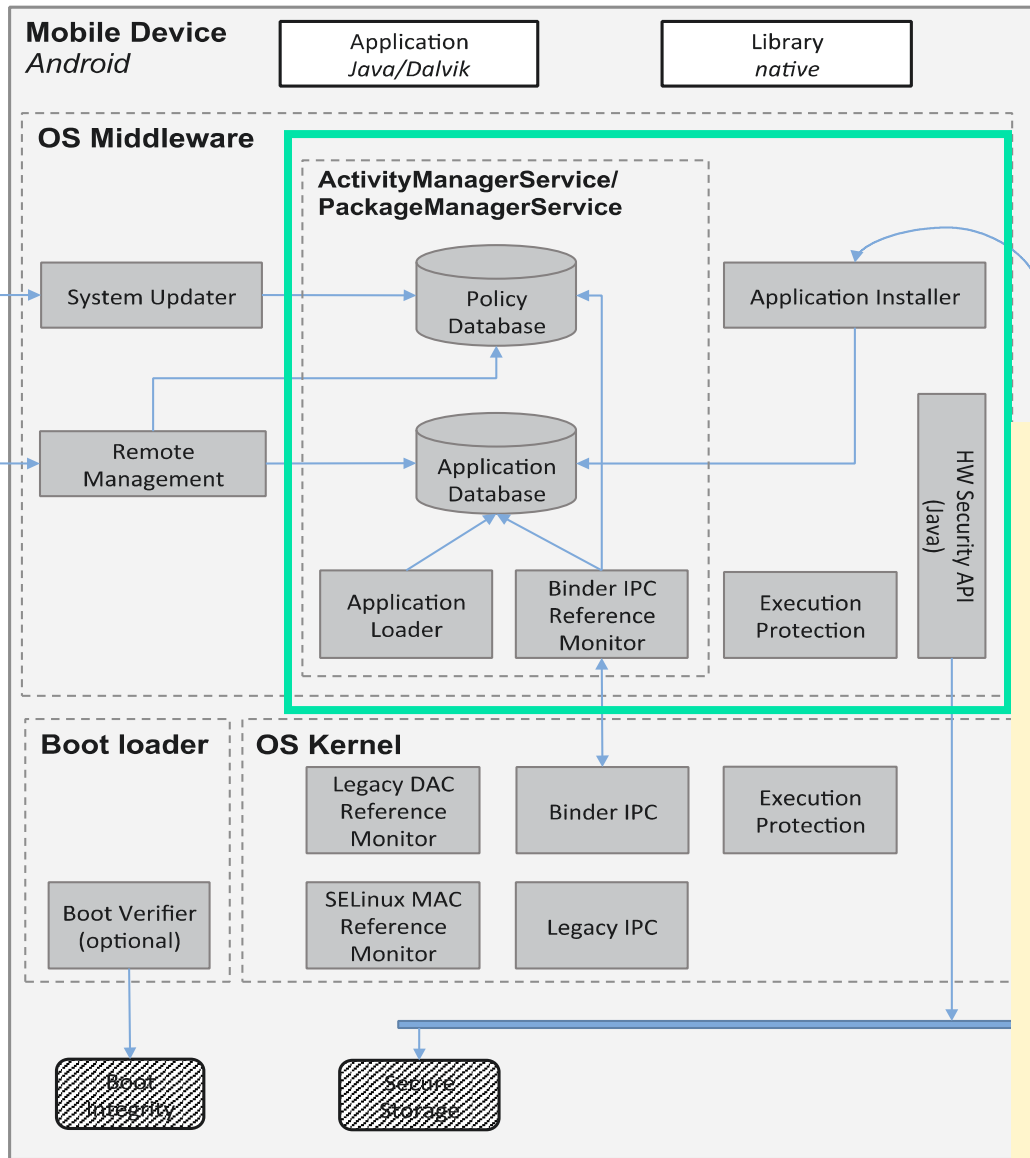 Mobile Device
Android
Application
Java/Dalvik
Library
native
OS Middleware
ActivityManagerService/
PackageManagerService
System Updater
Policy
Database
Application Installer
Remote
Management
Application
Database
HW Security API
(Java)
Application
Loader
Binder IPC
Reference
Monitor
Execution
Protection
Boot loader
OS Kernel
Legacy DAC
Reference
Monitor
Binder IPC
Execution
Protection
Boot Verifier
(optional)
SELinux MAC
Reference
Monitor
Legacy IPC
Boot
Integrity
Secure
Storage